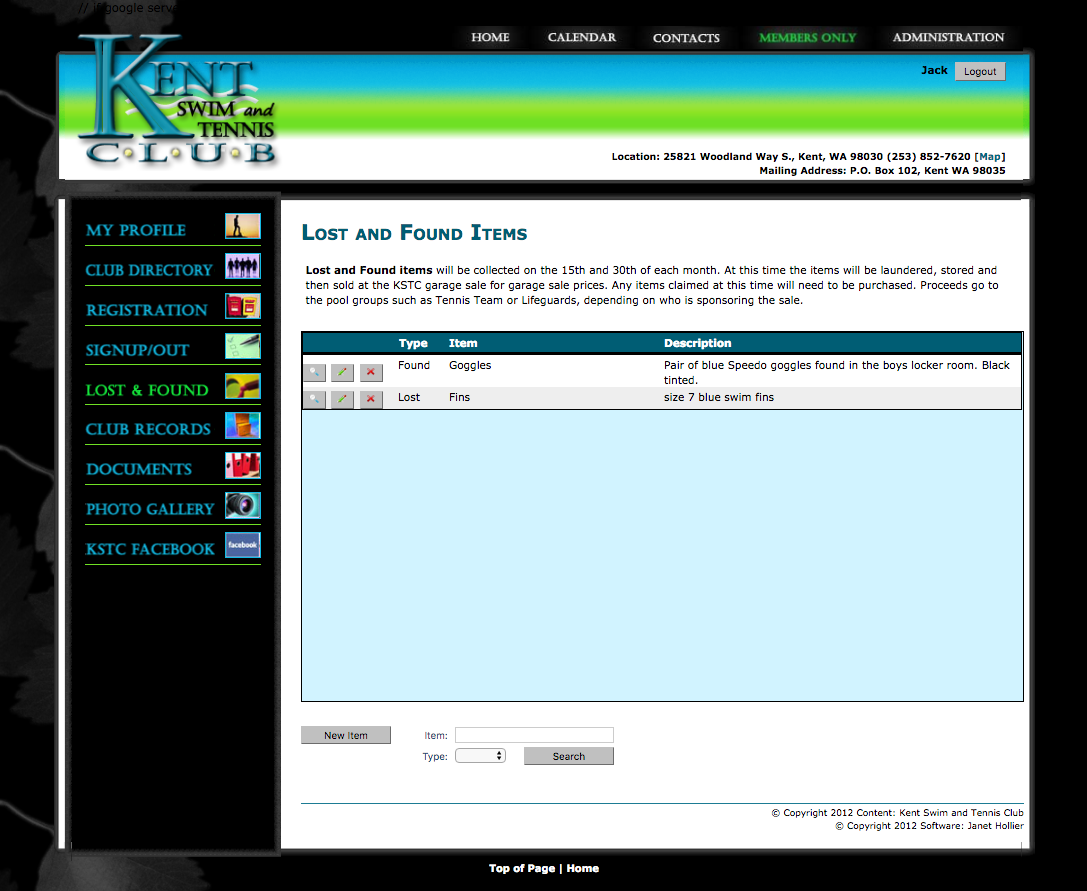 // if google serve
HOME CALENDAR CONTACTS MEMBERS ONLY ADMINISTRATION
Jack Logout
KENT
SWIM and
TENNIS
CLUB
Location: 25821 Woodland Way S., Kent, WA 98030 (253) 852-7620 [Map]
Mailing Address: P.O. Box 102, Kent WA 98035
MY PROFILE
CLUB DIRECTORY
REGISTRATION
SIGNUP/OUT
LOST & FOUND
CLUB RECORDS
DOCUMENTS
PHOTO GALLERY
KSTC FACEBOOK facebook
Lost and Found Items
Lost and Found items will be collected on the 15th and 30th of each month. At this time the items will be laundered, stored and
then sold at the KSTC garage sale for garage sale prices. Any items claimed at this time will need to be purchased. Proceeds go to
the pool groups such as Tennis Team or Lifeguards, depending on who is sponsoring the sale.
Type Item Description
Found Goggles Pair of blue Speedo goggles found in the boys locker room. Black
tinted.
Lost Fins size 7 blue swim fins
New Item Item:
Type: Search
© Copyright 2012 Content: Kent Swim and Tennis Club
© Copyright 2012 Software: Janet Hollier
Top of Page | Home